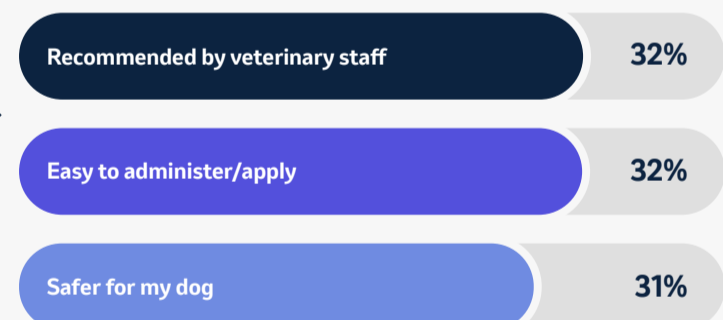 Recommended by veterinary staff 32%
Easy to administer/apply 32%
Safer for my dog 31%